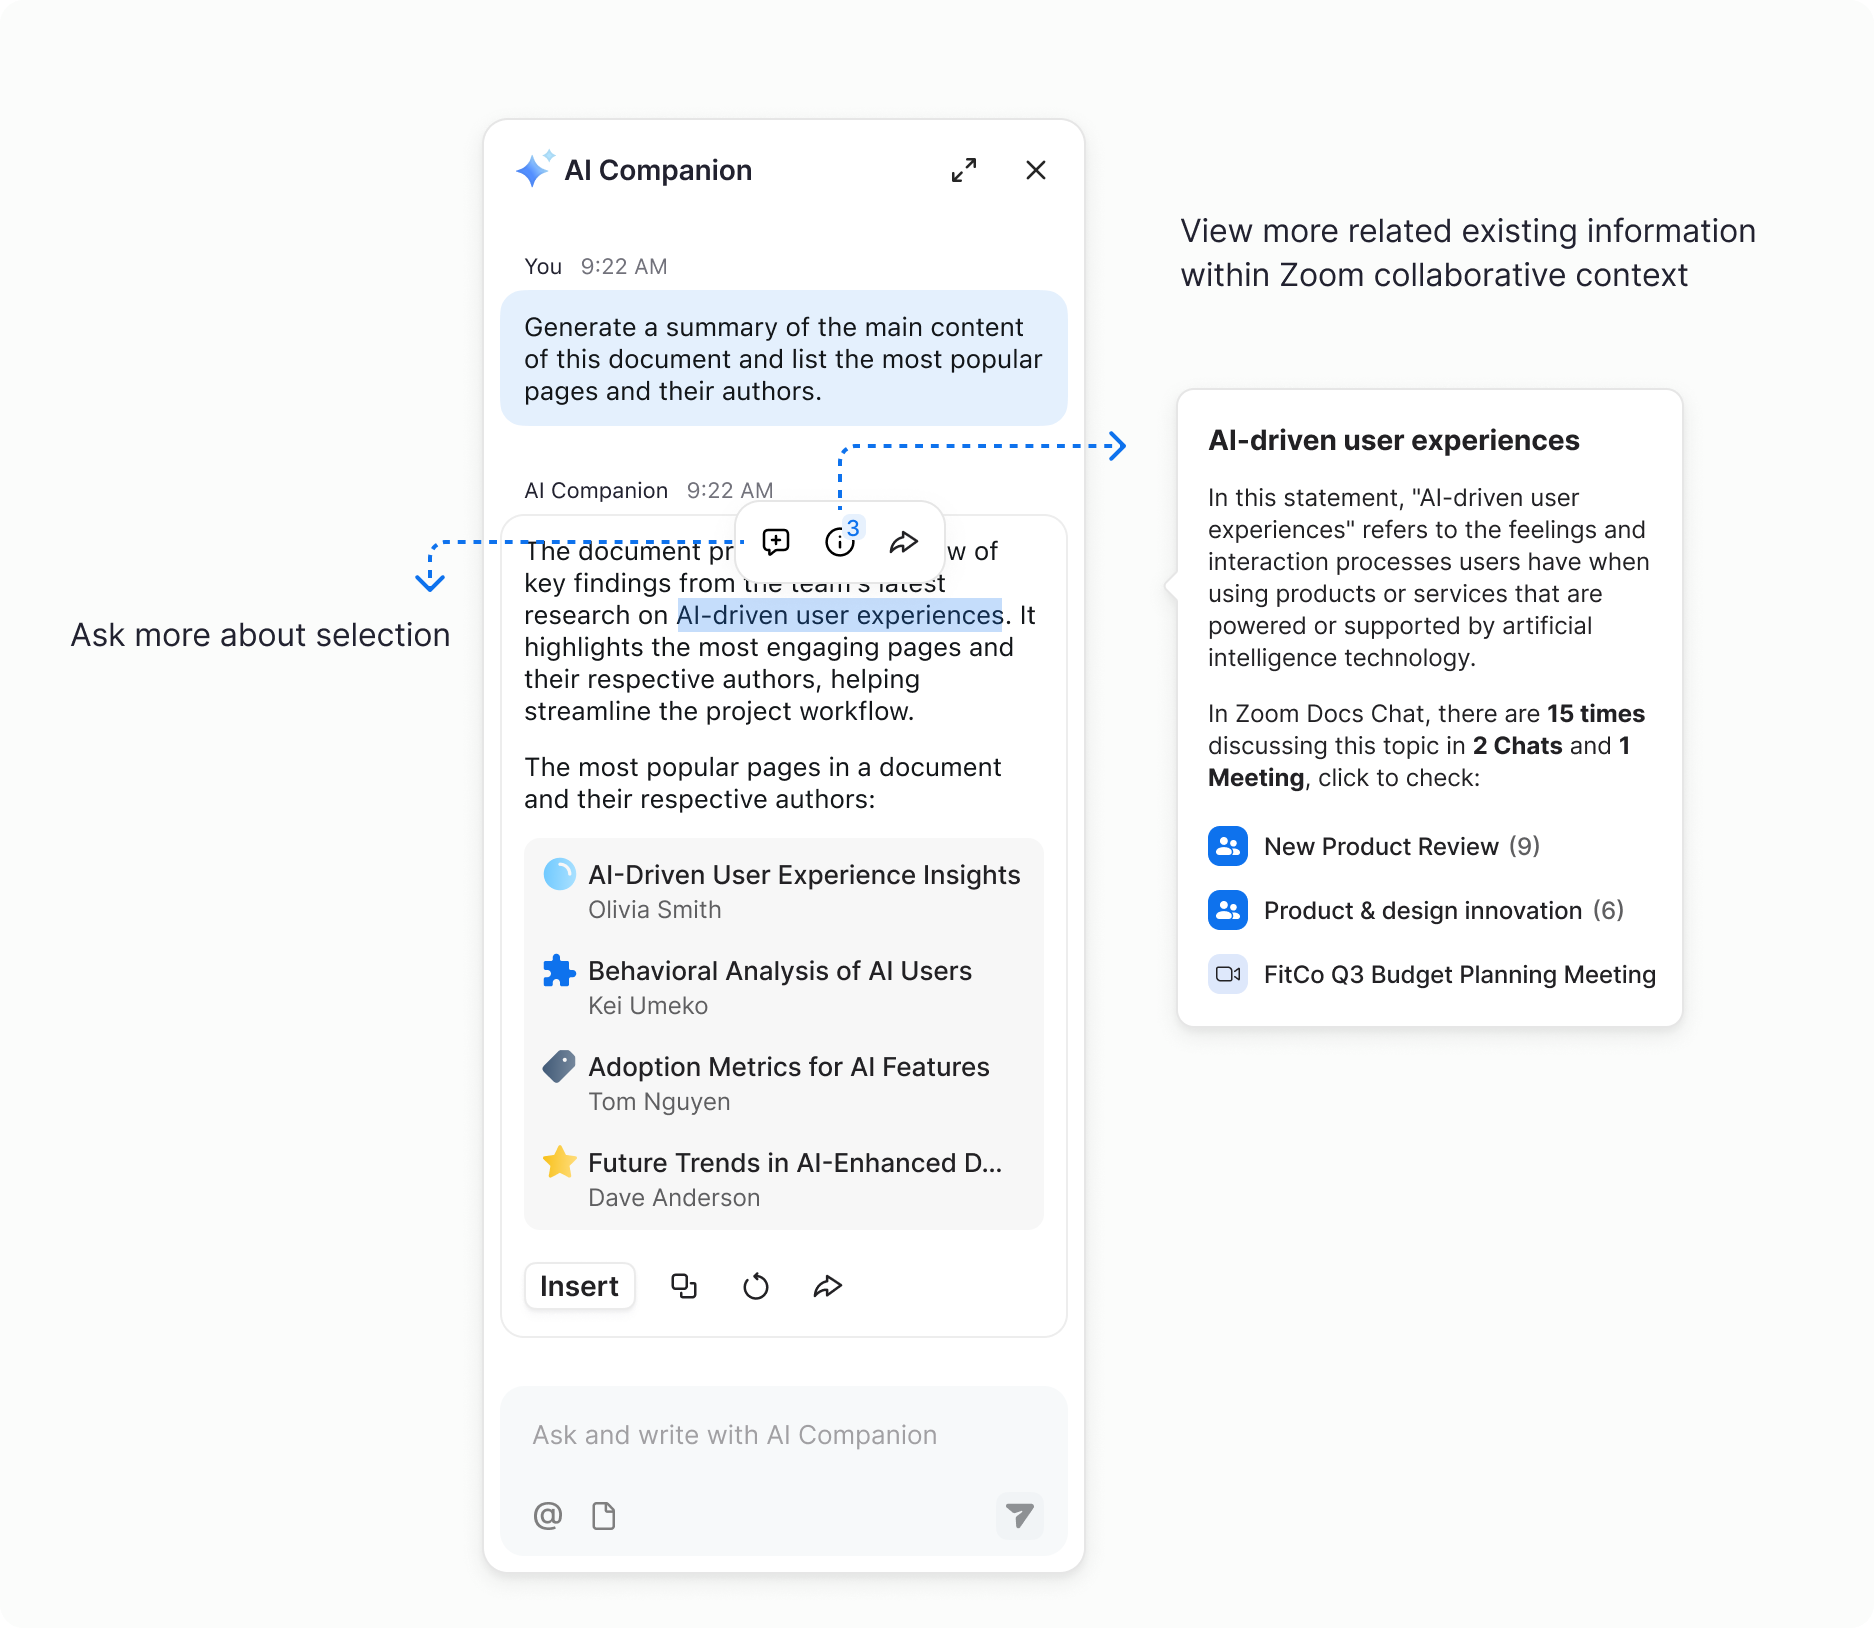 AI Companion
You 9:22 AM
Generate a summary of the main content
of this document and list the most popular
pages and their authors.
AI Companion 9:22 AM
3
The document pr w of
key findings from the team's latest
research on AI-driven user experiences. It
highlights the most engaging pages and
their respective authors, helping
streamline the project workflow.
The most popular pages in a document
and their respective authors:
AI-Driven User Experience Insights
Olivia Smith
Behavioral Analysis of AI Users
Kei Umeko
Adoption Metrics for AI Features
Tom Nguyen
Future Trends in AI-Enhanced D...
Dave Anderson
Insert
Ask and write with AI Companion
@
Ask more about selection
View more related existing information
within Zoom collaborative context
AI-driven user experiences
In this statement, "AI-driven user
experiences" refers to the feelings and
interaction processes users have when
using products or services that are
powered or supported by artificial
intelligence technology.
In Zoom Docs Chat, there are 15 times
discussing this topic in 2 Chats and 1
Meeting, click to check:
New Product Review (9)
Product & design innovation (6)
FitCo Q3 Budget Planning Meeting